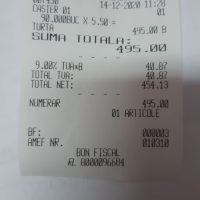 14-12-2020 11:28
CASIER 01 01
90.000BUC X 5.50 =
TURTA 495.00 B
SUMA TOTALA:
495.00
9.00% TVA*B 40.87
TOTAL TVA: 40.87
TOTAL NET: 454.13
NUMERAR 495.00
01 ARTICOLE
BF: 000003
AMEF NR. 010310
BON FISCAL